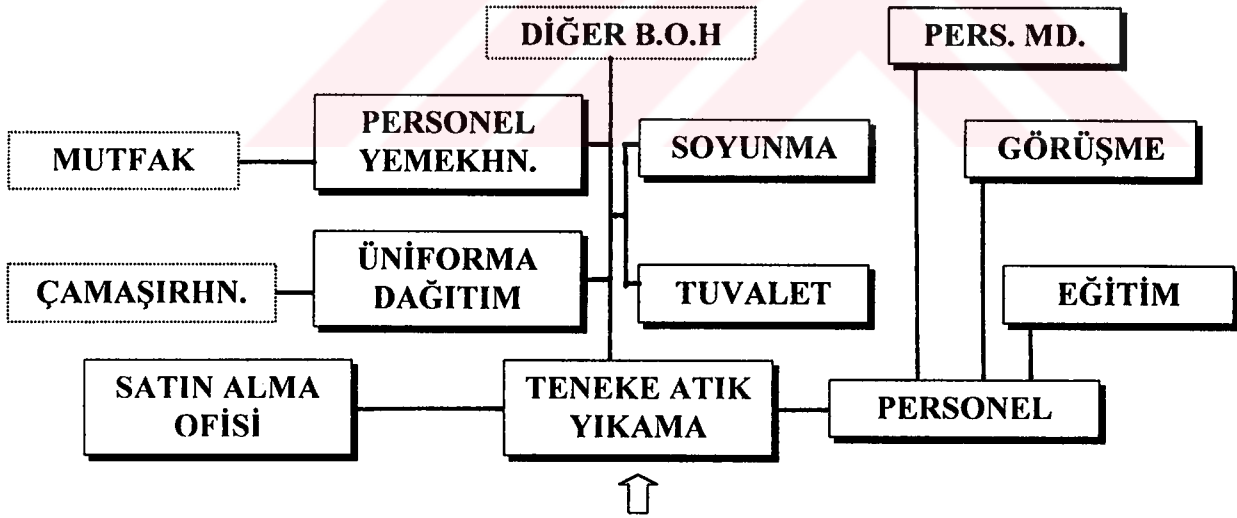 DİĞER B.O.H
PERS. MD.
PERSONEL
YEMEKHN.
MUTFAK
SOYUNMA
GÖRÜŞME
ÜNİFORMA
DAĞITIM
ÇAMAŞIRHN.
TUVALET
EĞİTİM
SATIN ALMA
OFİSİ
TENEKE ATIK
YIKAMA
PERSONEL